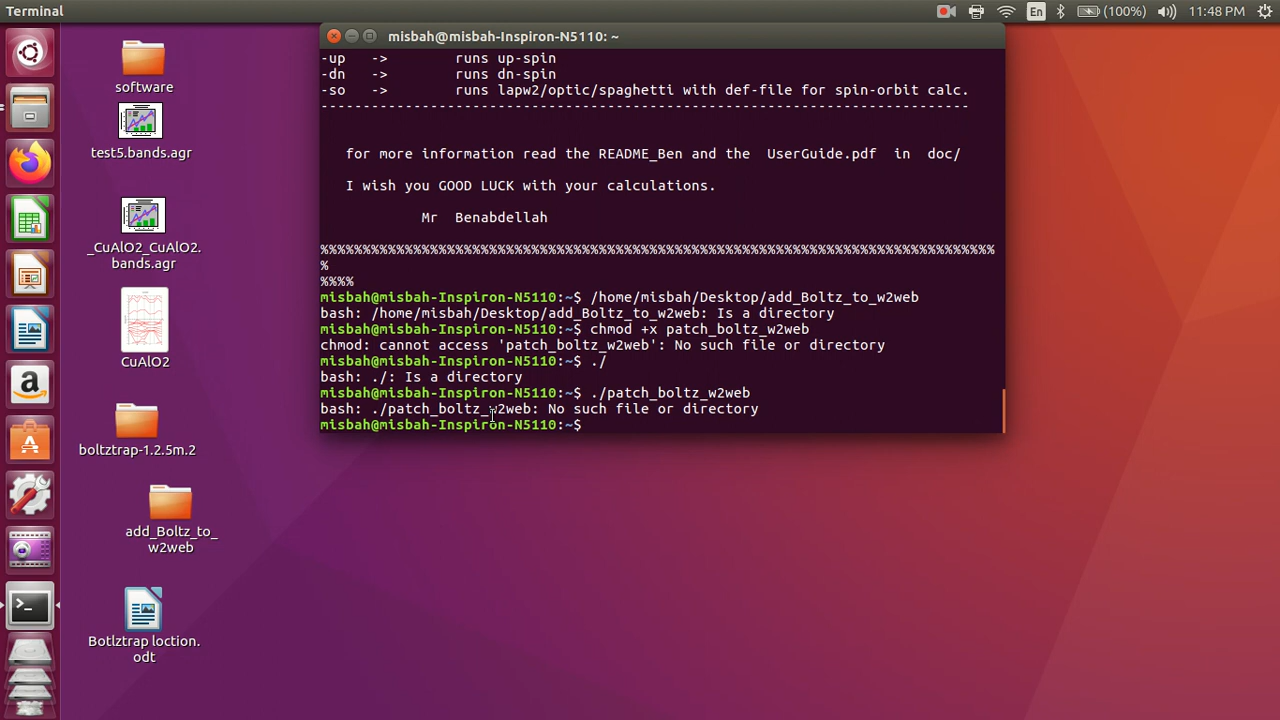 Terminal
En
(100%)
11:48 PM
misbah@misbah-Inspiron-N5110: ~
software
test5.bands.agr
_CuAlO2_CuAlO2.
bands.agr
CuAlO2
boltztrap-1.2.5m.2
add_Boltz_to_
w2web
Botlztrap loction.
odt
-up -> runs up-spin
-dn -> runs dn-spin
-so -> runs lapw2/optic/spaghetti with def-file for spin-orbit calc.
-----------------------------------------------------------------------------
for more information read the README_Ben and the UserGuide.pdf in doc/
I wish you GOOD LUCK with your calculations.
Mr Benabdellah
%%%%%%%%%%%%%%%%%%%%%%%%%%%%%%%%%%%%%%%%%%%%%%%%%%%%%%%%%%%%%%%%%%%%%%%%%%%%%%%%%%
%
%%%%
misbah@misbah-Inspiron-N5110:~$ /home/misbah/Desktop/add_Boltz_to_w2web
bash: /home/misbah/Desktop/add_Boltz_to_w2web: Is a directory
misbah@misbah-Inspiron-N5110:~$ chmod +x patch_boltz_w2web
chmod: cannot access 'patch_boltz_w2web': No such file or directory
misbah@misbah-Inspiron-N5110:~$ ./
bash: ./: Is a directory
misbah@misbah-Inspiron-N5110:~$ ./patch_boltz_w2web
bash: ./patch_boltz_w2web: No such file or directory
misbah@misbah-Inspiron-N5110:~$